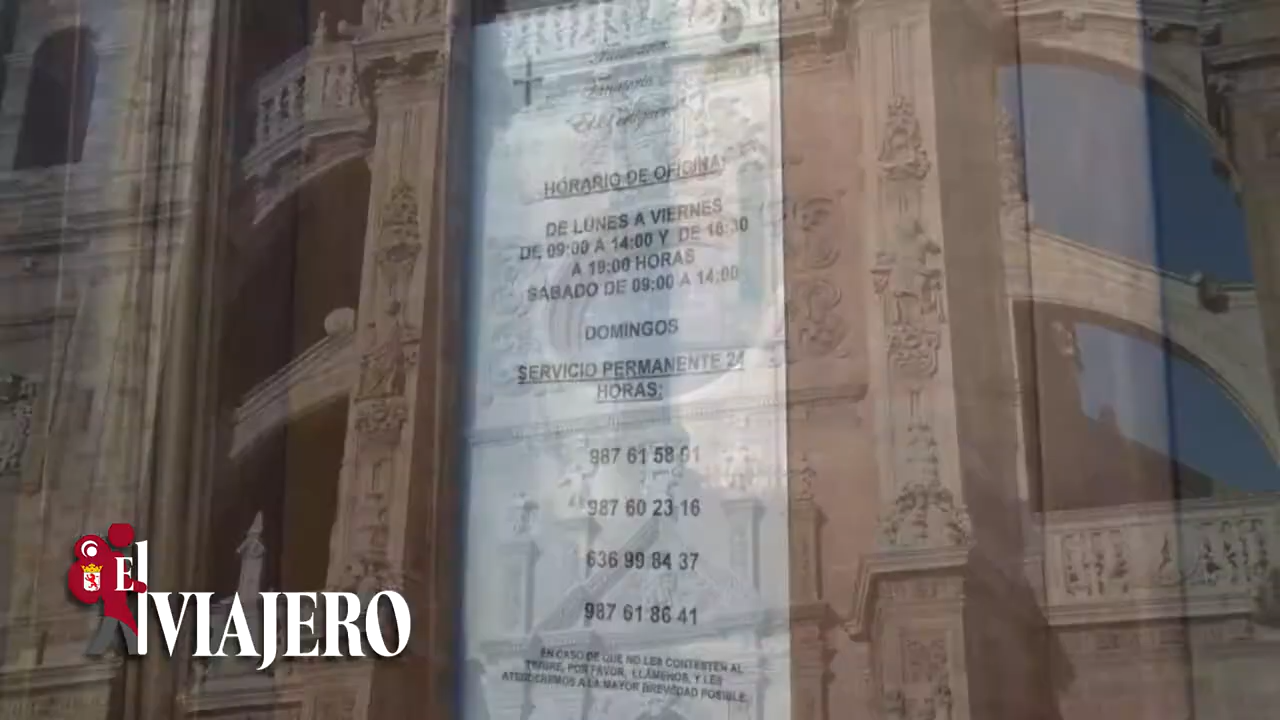 Funeraria
Tanatorio
HORARIO DE OFICINA:
DE LUNES A VIERNES
DE 09:00 A 14:00 Y DE 16:30
A 19:00 HORAS
SABADO DE 09:00 A 14:00
DOMINGOS
SERVICIO PERMANENTE 24
HORAS:
987 61 58 91
987 60 23 16
636 99 84 37
987 61 86 41
EN CASO DE QUE NO LES CONTESTEN AL
TIMBRE, POR FAVOR, LLÁMENOS, Y LES
ATENDEREMOS A LA MAYOR BREVEDAD POSIBLE.
El VIAJERO